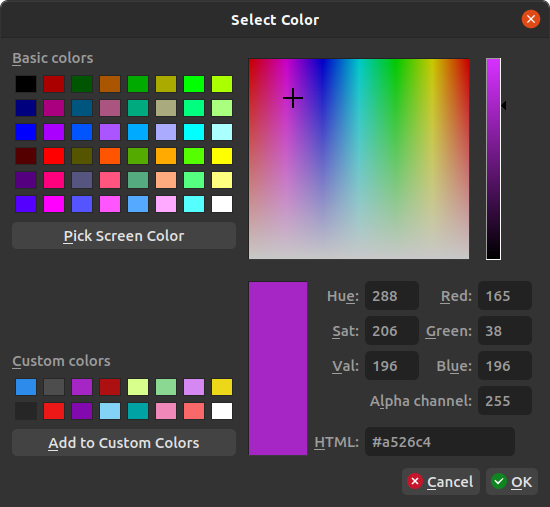 Select Color
Basic colors
Pick Screen Color
Hue: 288 Red: 165
Sat: 206 Green: 38
Val: 196 Blue: 196
Alpha channel: 255
Custom colors
Add to Custom Colors
HTML: #a526c4
Cancel OK